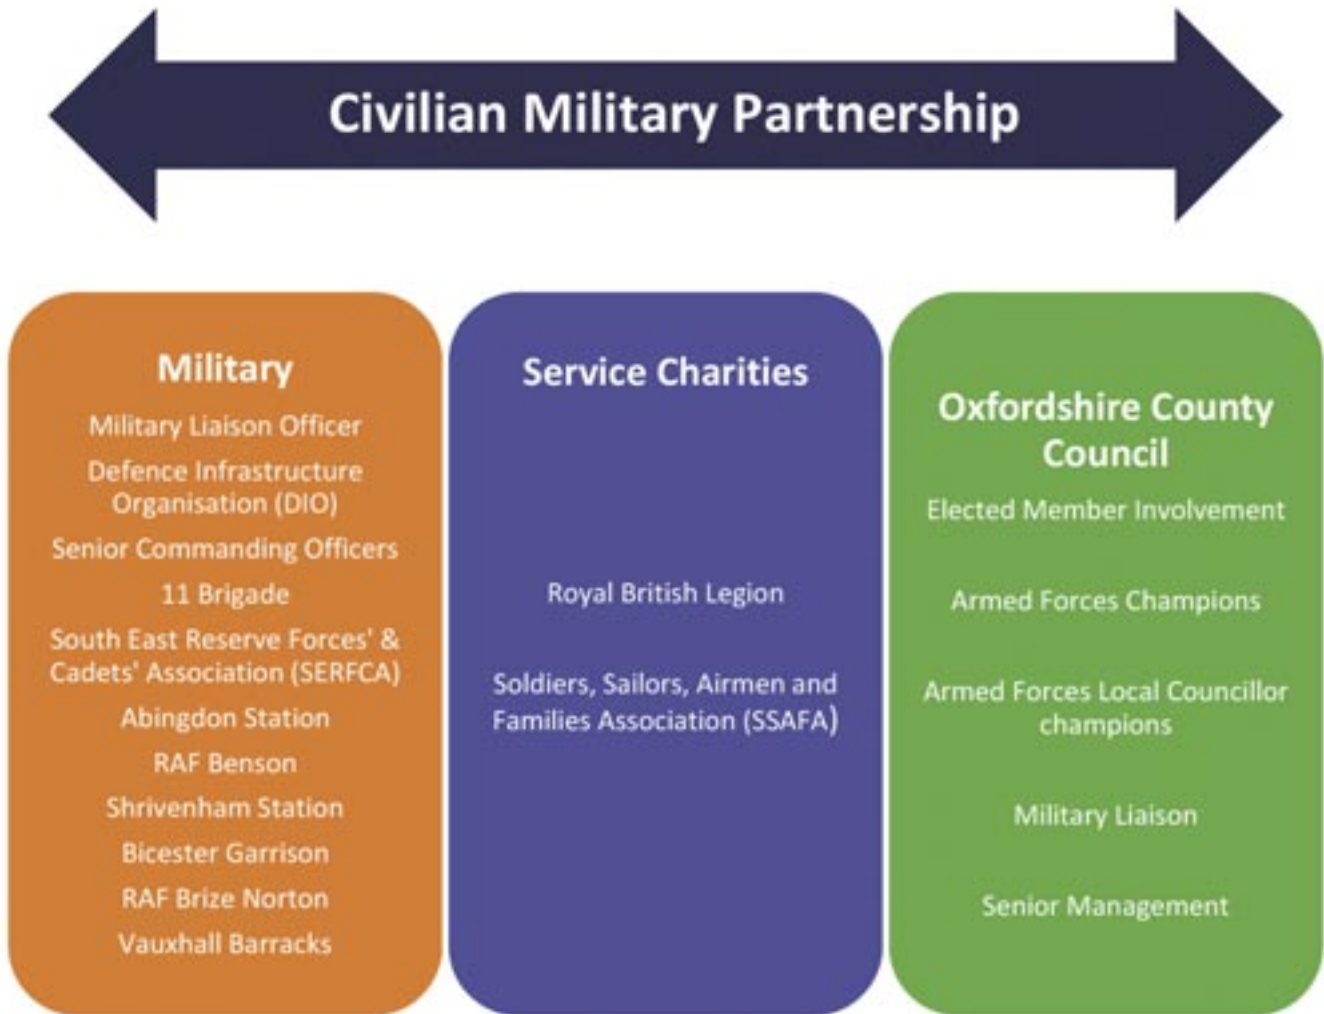 Civilian Military Partnership
Military
Military Liaison Officer
Defence Infrastructure
Organisation (DIO)
Senior Commanding Officers
11 Brigade
South East Reserve Forces' &
Cadets' Association (SERFCA)
Abingdon Station
RAF Benson
Shrivenham Station
Bicester Garrison
RAF Brize Norton
Vauxhall Barracks
Service Charities
Royal British Legion
Soldiers, Sailors, Airmen and
Families Association (SSAFA)
Oxfordshire County
Council
Elected Member Involvement
Armed Forces Champions
Armed Forces Local Councillor
champions
Military Liaison
Senior Management